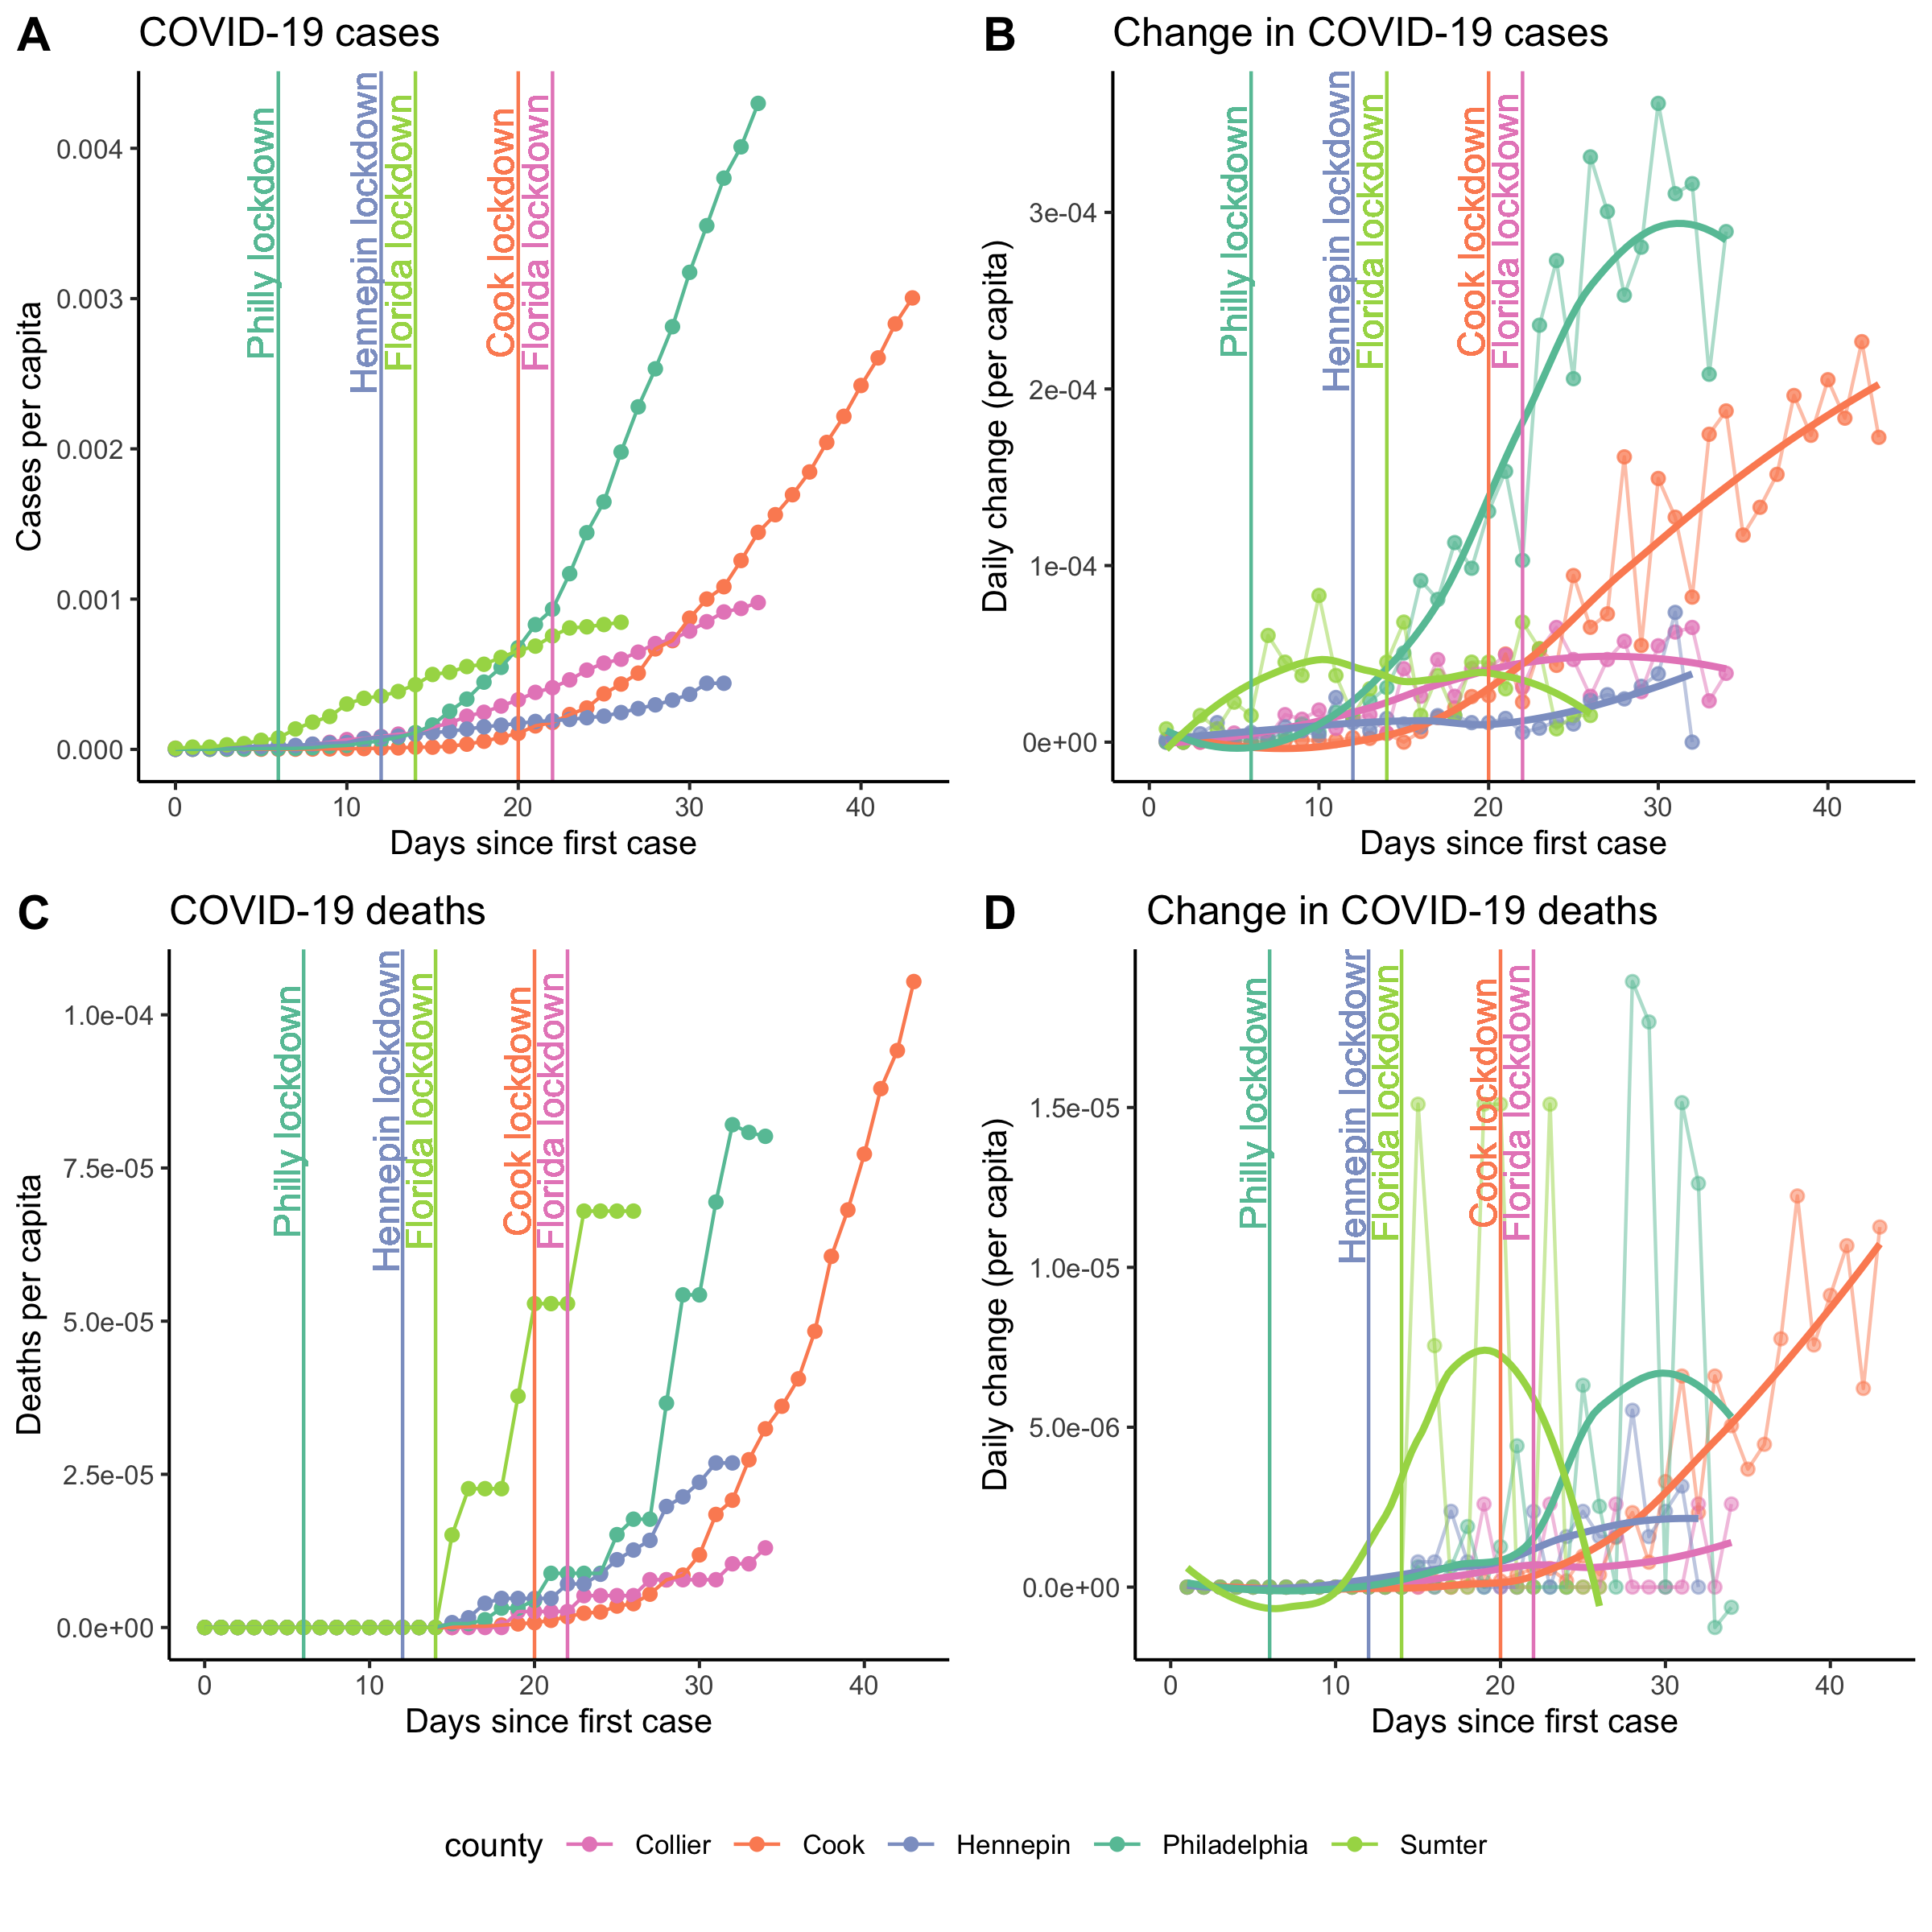 A COVID-19 cases
Cases per capita
0.004
0.003
0.002
0.001
0.000
Philly lockdown
Hennepin lockdown
Florida lockdown
Cook lockdown
Florida lockdown
0 10 20 30 40
Days since first case
B Change in COVID-19 cases
Daily change (per capita)
3e-04
2e-04
1e-04
0e+00
Philly lockdown
Hennepin lockdown
Florida lockdown
Cook lockdown
Florida lockdown
0 10 20 30 40
Days since first case
C COVID-19 deaths
Deaths per capita
1.0e-04
7.5e-05
5.0e-05
2.5e-05
0.0e+00
Philly lockdown
Hennepin lockdown
Florida lockdown
Cook lockdown
Florida lockdown
0 10 20 30 40
Days since first case
D Change in COVID-19 deaths
Daily change (per capita)
1.5e-05
1.0e-05
5.0e-06
0.0e+00
Philly lockdown
Hennepin lockdown
Florida lockdown
Cook lockdown
Florida lockdown
0 10 20 30 40
Days since first case
county Collier Cook Hennepin Philadelphia Sumter